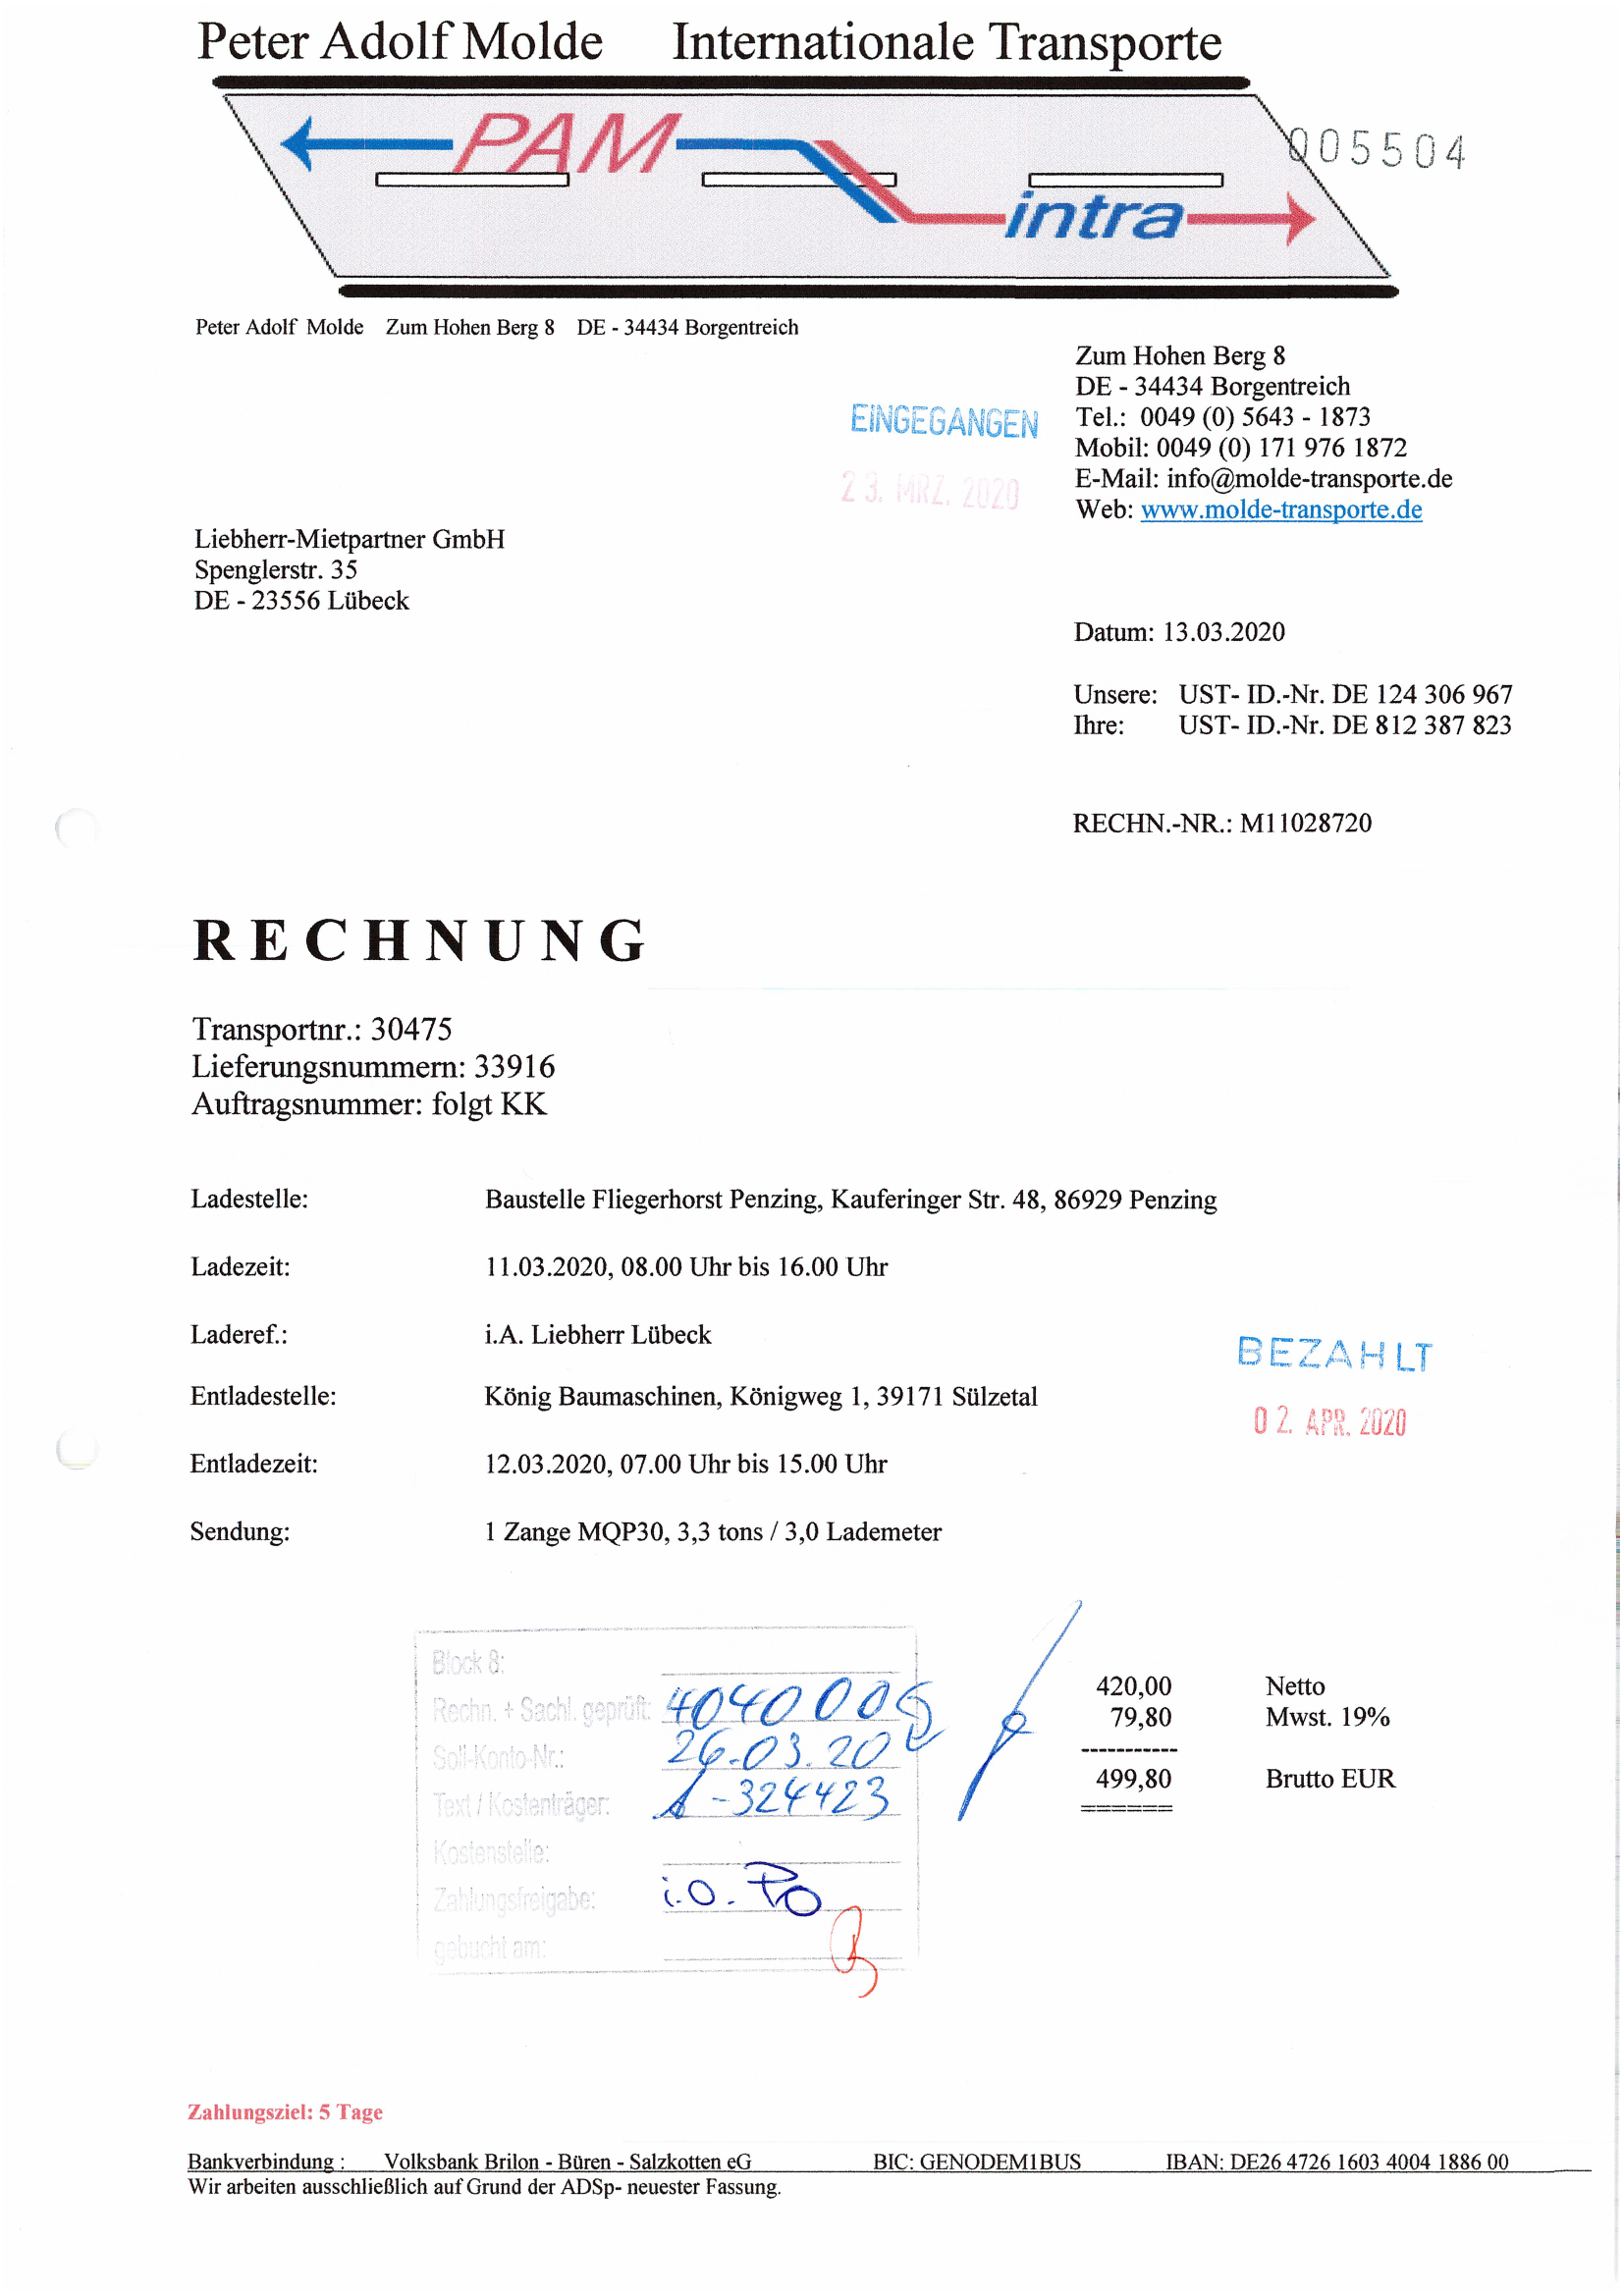 Peter Adolf Molde Internationale Transporte
PAM
intra
005504
Peter Adolf Molde Zum Hohen Berg 8 DE - 34434 Borgentreich
Zum Hohen Berg 8
DE - 34434 Borgentreich
Tel.: 0049 (0) 5643 - 1873
Mobil: 0049 (0) 171 976 1872
E-Mail: info@molde-transporte.de
Web: www.molde-transporte.de
EINGEGANGEN
23. MRZ. 2020
Liebherr-Mietpartner GmbH
Spenglerstr. 35
DE - 23556 Lübeck
Datum: 13.03.2020
Unsere: UST- ID.-Nr. DE 124 306 967
Ihre: UST- ID.-Nr. DE 812 387 823
RECHN.-NR.: M11028720
RECHNUNG
Transportnr.: 30475
Lieferungsnummern: 33916
Auftragsnummer: folgt KK
Ladestelle: Baustelle Fliegerhorst Penzing, Kauferinger Str. 48, 86929 Penzing
Ladezeit: 11.03.2020, 08.00 Uhr bis 16.00 Uhr
Laderef.: i.A. Liebherr Lübeck
Entladestelle: König Baumaschinen, Königweg 1, 39171 Sülzetal
Entladezeit: 12.03.2020, 07.00 Uhr bis 15.00 Uhr
Sendung: 1 Zange MQP30, 3,3 tons / 3,0 Lademeter
BEZAHLT
02. APR. 2020
Block 8:
Rechn. + Sachl. geprüft: 4040005
Soll-Konto-Nr.: 26.03.20
Text / Kostenträger: -324423
Kostenstelle:
Zahlungsfreigabe: i.O.
gebucht am:
420,00 Netto
79,80 Mwst. 19%
-----------
499,80 Brutto EUR
======
Zahlungsziel: 5 Tage
Bankverbindung : Volksbank Brilon - Büren - Salzkotten eG BIC: GENODEM1BUS IBAN: DE26 4726 1603 4004 1886 00
Wir arbeiten ausschließlich auf Grund der ADSp- neuester Fassung.